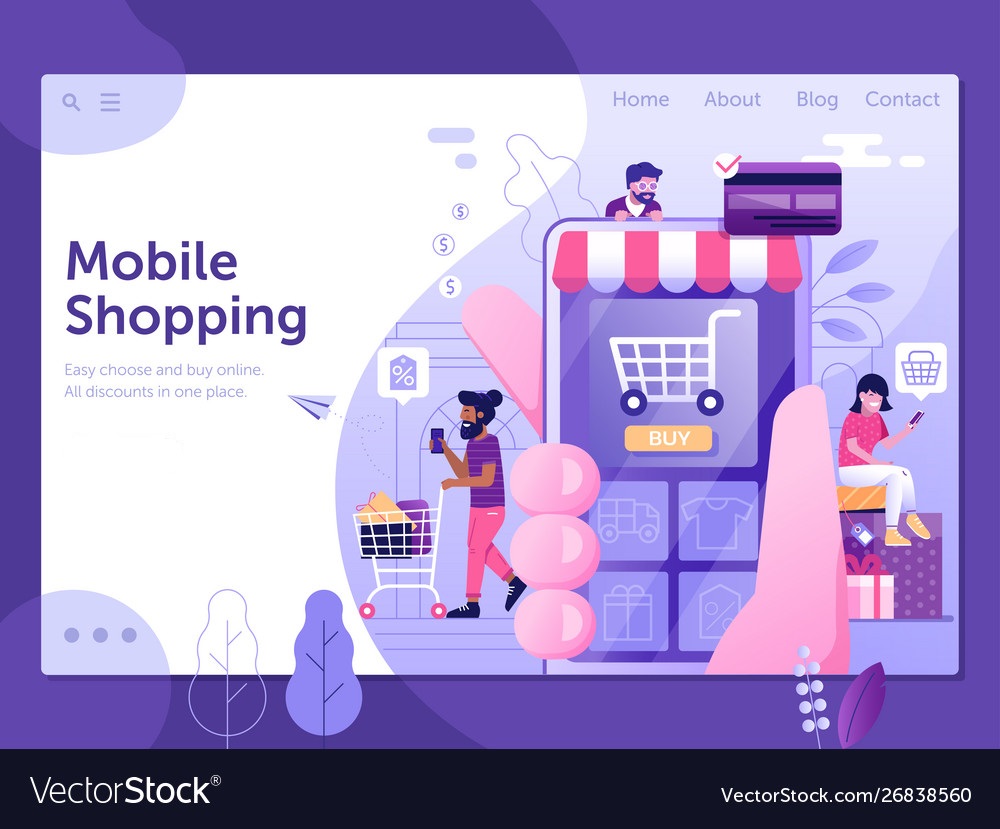 Home About Blog Contact
Mobile
Shopping
Easy choose and buy online.
All discounts in one place.
$
$
$
%
BUY
%
VectorStock®
VectorStock.com/26838560